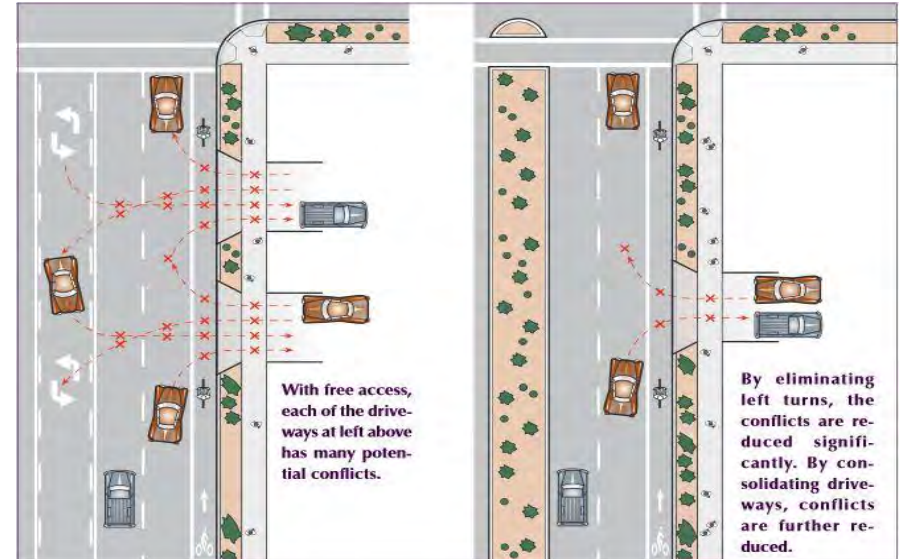 With free access,
each of the drive-
ways at left above
has many poten-
tial conflicts.
By eliminating
left turns, the
conflicts are re-
duced signifi-
cantly. By con-
solidating drive-
ways, conflicts
are further re-
duced.